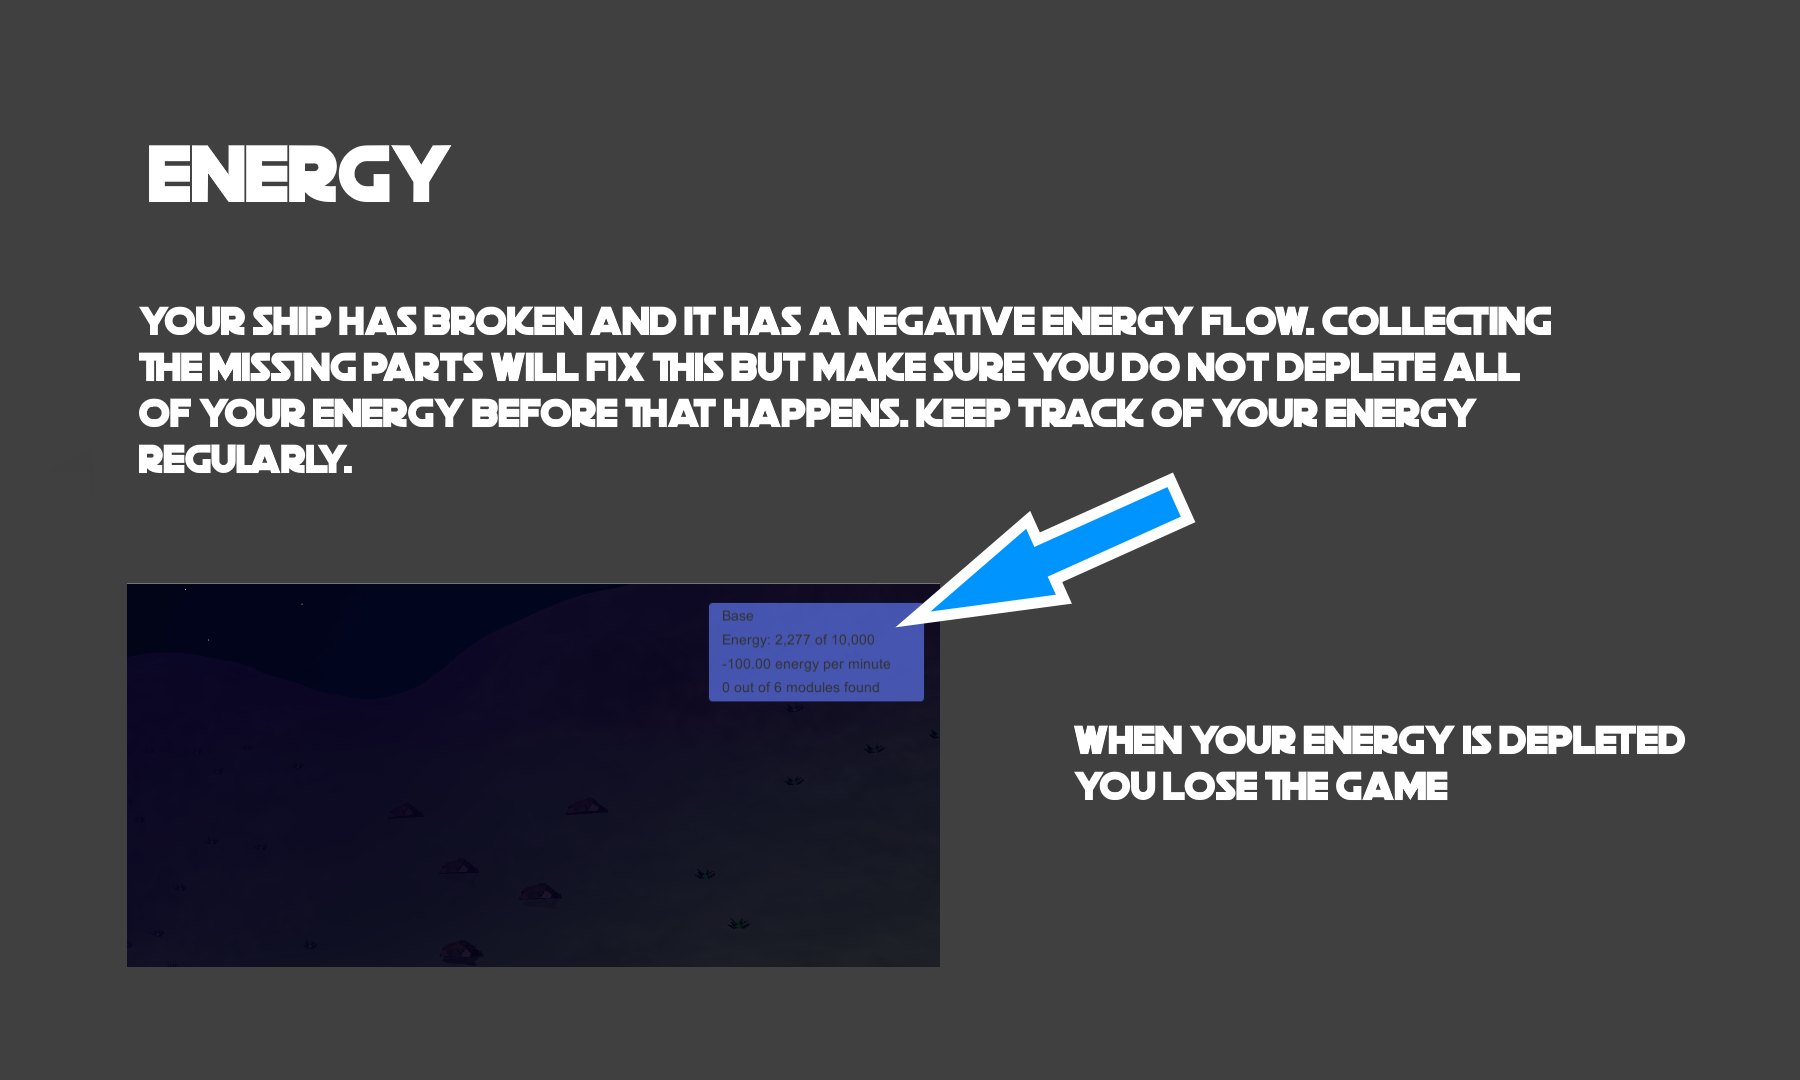 ENERGY
YOUR SHIP HAS BROKEN AND IT HAS A NEGATIVE ENERGY FLOW. COLLECTING
THE MISSING PARTS WILL FIX THIS BUT MAKE SURE YOU DO NOT DEPLETE ALL
OF YOUR ENERGY BEFORE THAT HAPPENS. KEEP TRACK OF YOUR ENERGY
REGULARLY.
Base
Energy: 2,277 of 10,000
-100.00 energy per minute
0 out of 6 modules found
WHEN YOUR ENERGY IS DEPLETED
YOU LOSE THE GAME